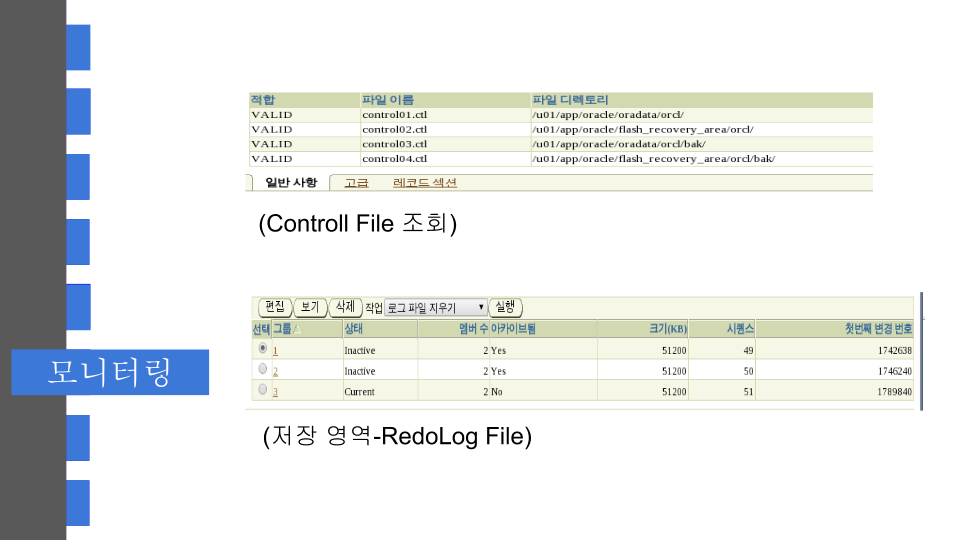 적합 파일 이름 파일 디렉토리
VALID control01.ctl /u01/app/oracle/oradata/orcl/
VALID control02.ctl /u01/app/oracle/flash_recovery_area/orcl/
VALID control03.ctl /u01/app/oracle/oradata/orcl/bak/
VALID control04.ctl /u01/app/oracle/flash_recovery_area/orcl/bak/
일반 사항 고급 레코드 섹션
(Controll File 조회)
편집 보기 삭제 작업 로그 파일 지우기 실행
선택 그룹 상태 멤버 수 아카이브됨 크기(KB) 시퀀스 첫번째 변경 번호
1 Inactive 2 Yes 51200 49 1742638
2 Inactive 2 Yes 51200 50 1746240
3 Current 2 No 51200 51 1789840
모니터링
(저장 영역-RedoLog File)